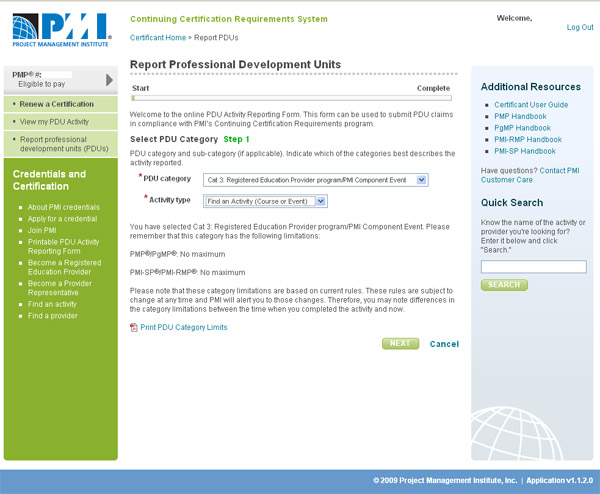 PMI
PROJECT MANAGEMENT INSTITUTE
Continuing Certification Requirements System
Certificant Home > Report PDUs
Welcome,
Log Out
PMP® #:
Eligible to pay
• Renew a Certification
• View my PDU Activity
• Report professional
development units (PDUs)
Credentials and
Certification
About PMI credentials
Apply for a credential
Join PMI
Printable PDU Activity
Reporting Form
Become a Registered
Education Provider
Become a Provider
Representative
Find an activity
Find a provider
Report Professional Development Units
Start Complete
Welcome to the online PDU Activity Reporting Form. This form can be used to submit PDU claims
in compliance with PMI's Continuing Certification Requirements program.
Select PDU Category Step 1
PDU category and sub-category (if applicable). Indicate which of the categories best describes the
activity reported.
* PDU category Cat 3: Registered Education Provider program/PMI Component Event
* Activity type Find an Activity (Course or Event)
You have selected Cat 3: Registered Education Provider program/PMI Component Event. Please
remember that this category has the following limitations:
PMP®/PgMP®: No maximum
PMI-SP®/PMI-RMP®: No maximum
Please note that these category limitations are based on current rules. These rules are subject to
change at any time and PMI will alert you to those changes. Therefore, you may note differences in
the category limitations between the time when you completed the activity and now.
Print PDU Category Limits
NEXT Cancel
Additional Resources
Certificant User Guide
PMP Handbook
PgMP Handbook
PMI-RMP Handbook
PMI-SP Handbook
Have questions? Contact PMI
Customer Care
Quick Search
Know the name of the activity or
provider you're looking for?
Enter it below and click
"Search."
SEARCH
© 2009 Project Management Institute, Inc. | Application v1.1.2.0